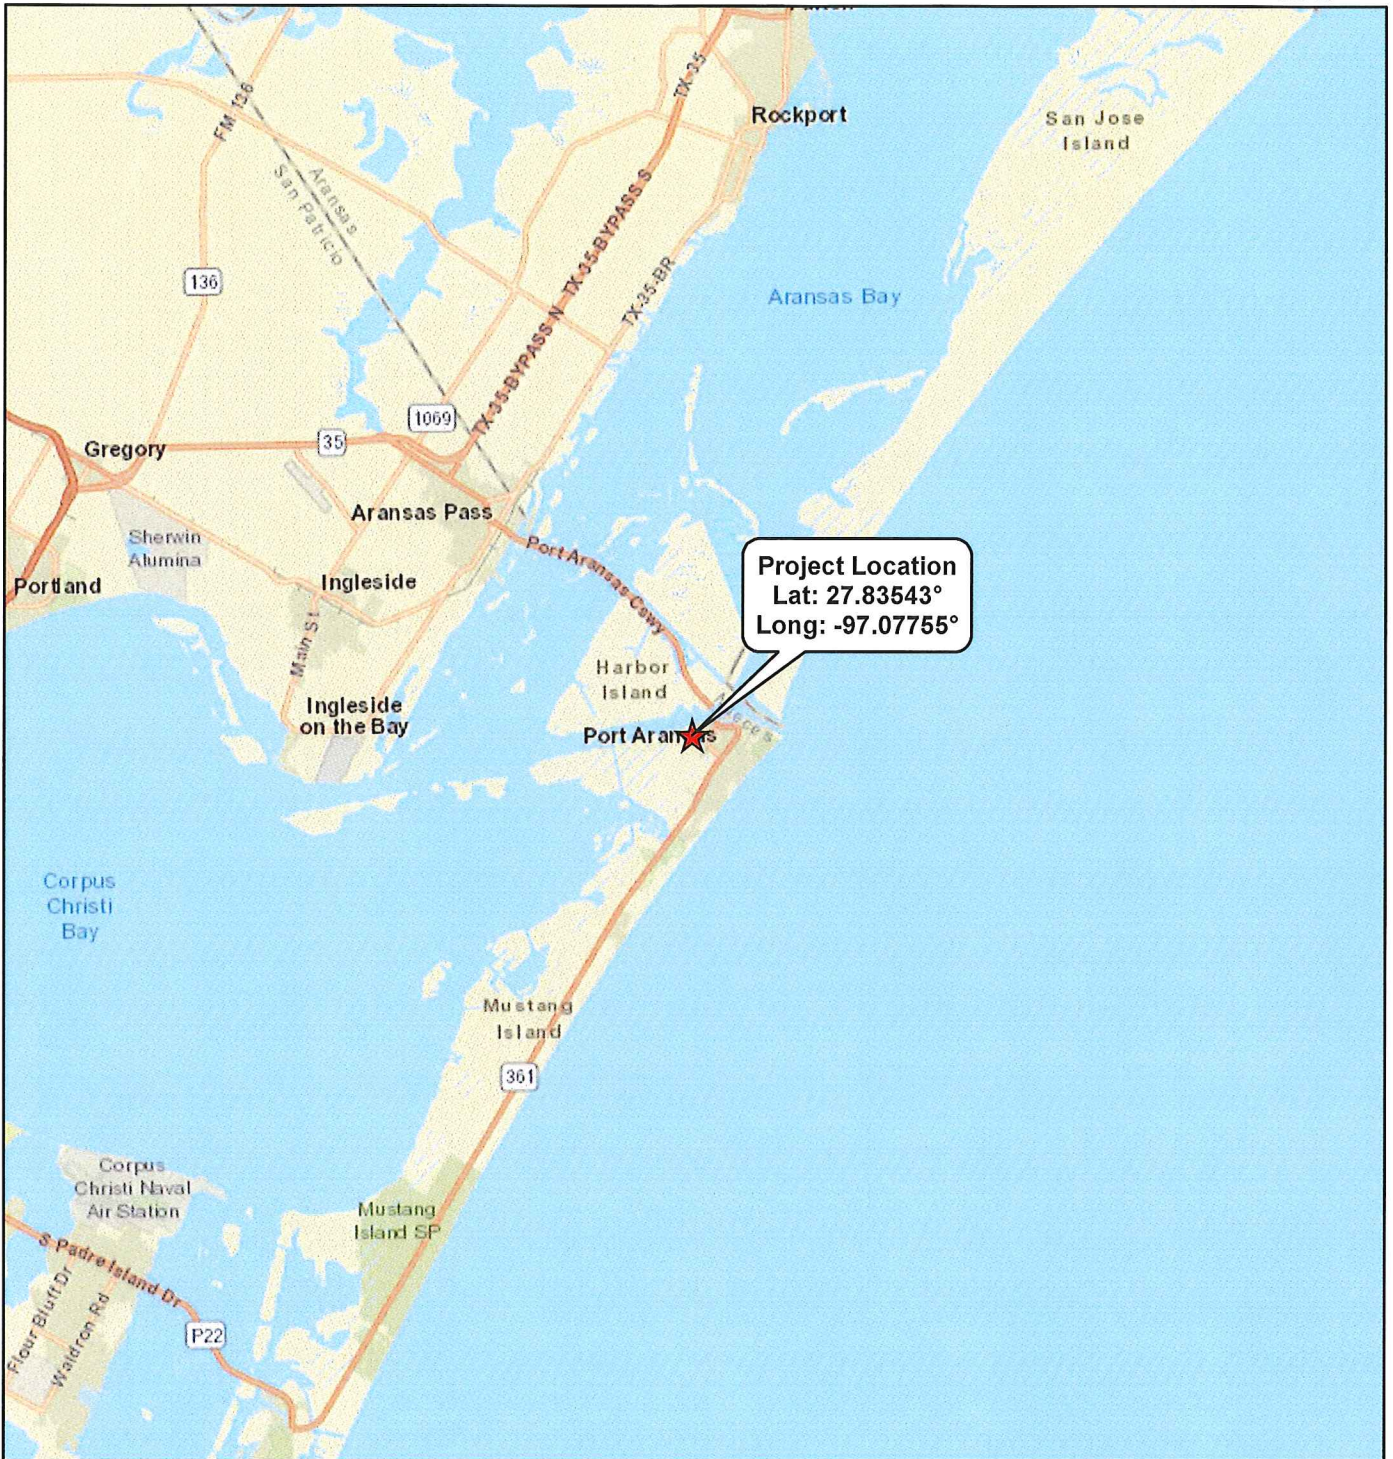 Rockport
San Jose
Island
TX-35
FM 136
Aransas
San Patricio
136
TX-35-BYPASS N TX-35-BYPASS S
TX-35-BR
Aransas Bay
1069
35
Gregory
Aransas Pass
Sherwin
Alumina
Port Aransas Cswy
Portland
Ingleside
Main St
Project Location
Lat: 27.83543°
Long: -97.07755°
Harbor
Island
Ingleside
on the Bay
Port Aransas
Corpus
Christi
Bay
Mustang
Island
361
Corpus
Christi Naval
Air Station
Mustang
Island SP
S Padre Island Dr
Flour Bluff Dr
Waldron Rd
P22